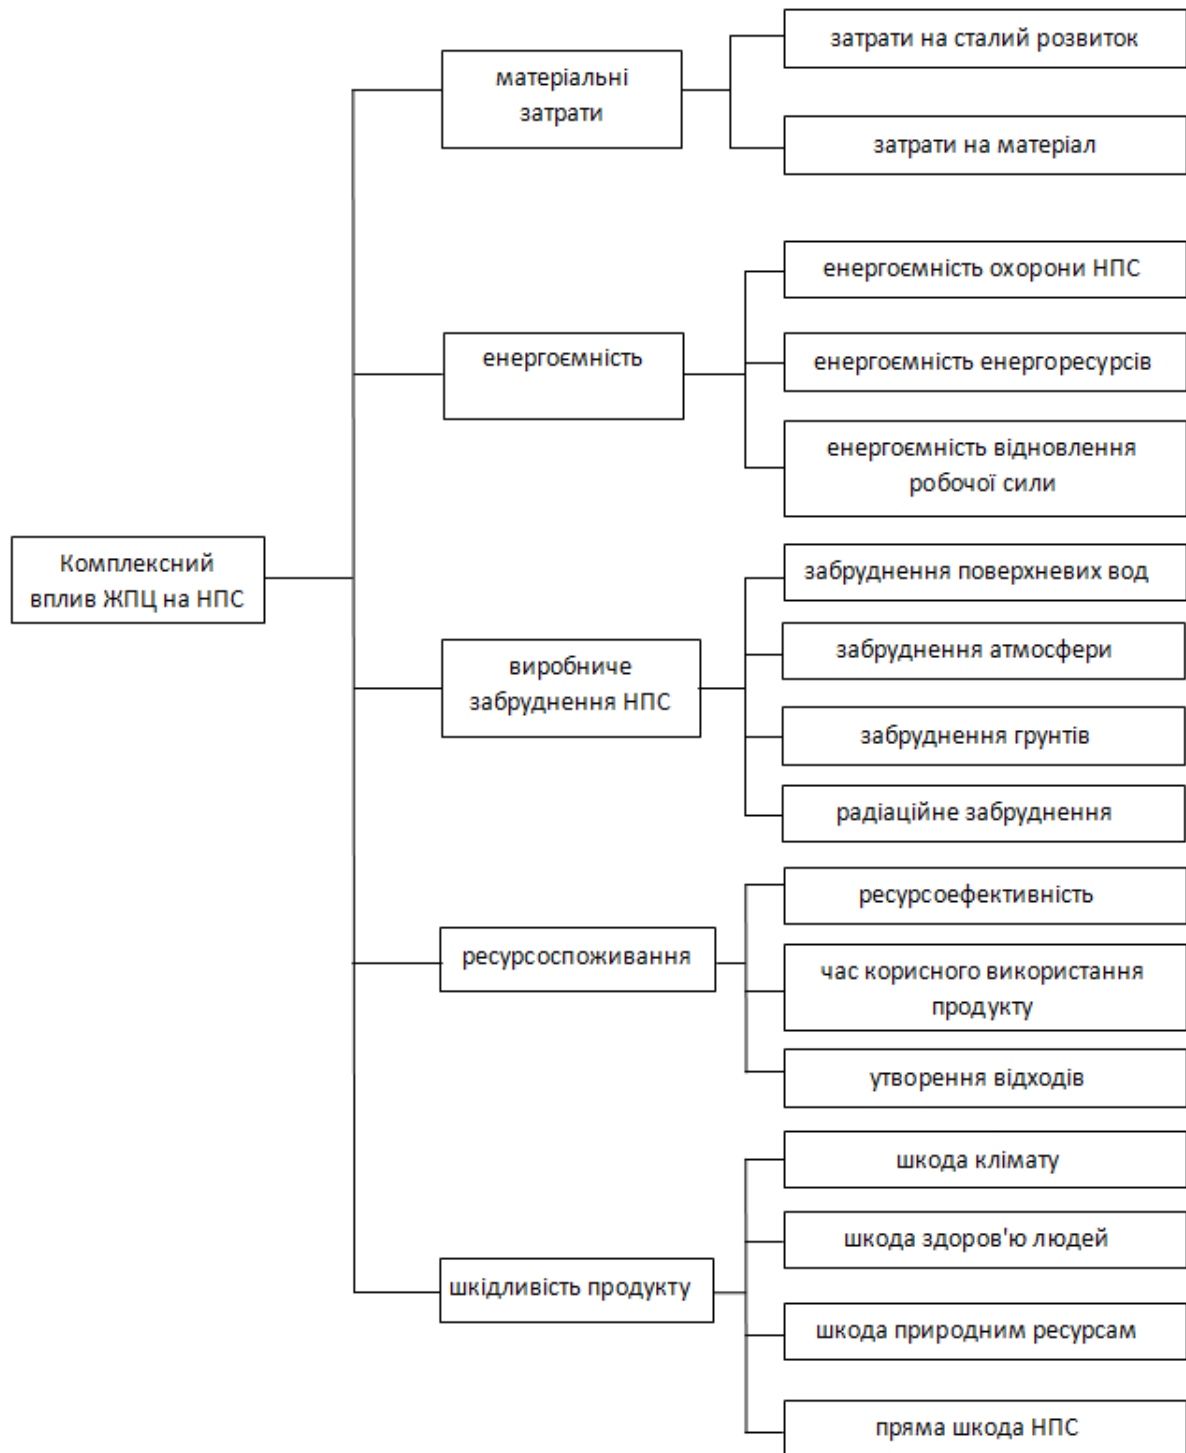 затрати на сталий розвиток
матеріальні
затрати
затрати на матеріал
енергоємність охорони НПС
енергоємність
енергоємність енергоресурсів
енергоємність відновлення
робочої сили
Комплексний
вплив ЖПЦ на НПС
забруднення поверхневих вод
забруднення атмосфери
виробниче
забруднення НПС
забруднення грунтів
радіаційне забруднення
ресурсоефективність
ресурсоспоживання
час корисного використання
продукту
утворення відходів
шкода клімату
шкода здоров'ю людей
шкідливість продукту
шкода природним ресурсам
пряма шкода НПС